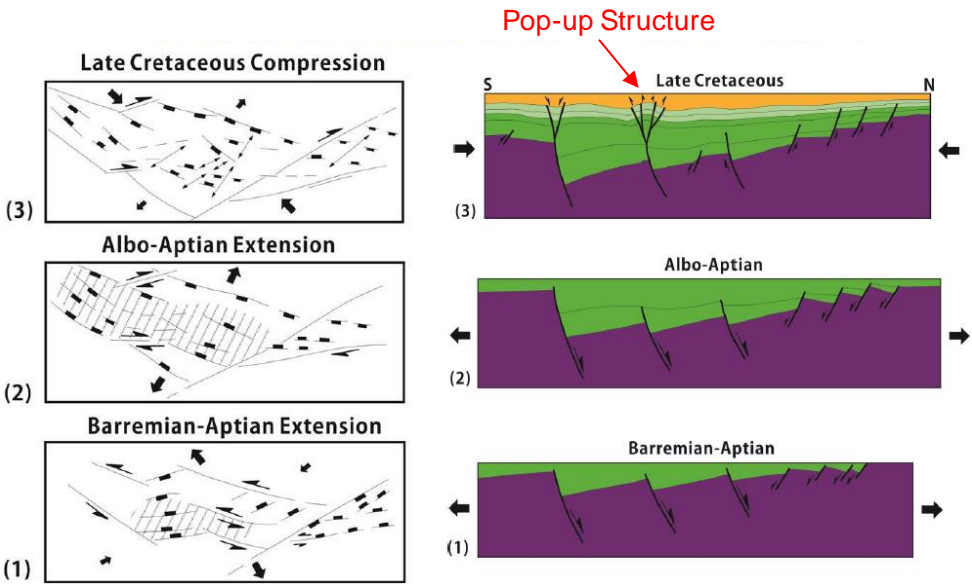 Pop-up Structure
Late Cretaceous Compression
(3)
Late Cretaceous
S
N
(3)
Albo-Aptian Extension
(2)
Albo-Aptian
(2)
Barremian-Aptian Extension
(1)
Barremian-Aptian
(1)